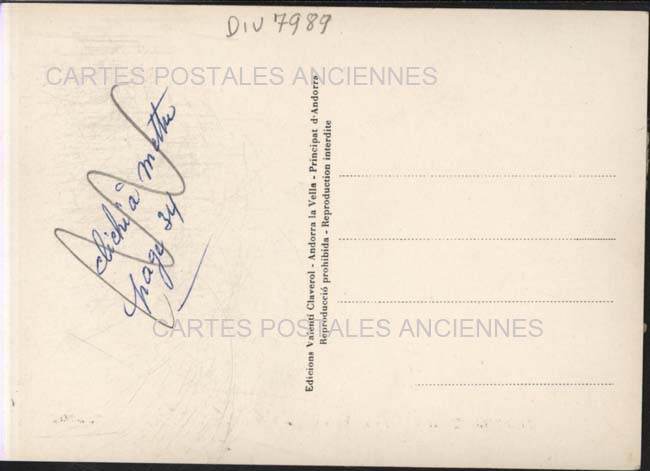 DIV 7989
CARTES POSTALES ANCIENNES
cliché à mettre
page 34
Edicions Valentí Claverol - Andorra la Vella - Principat d'Andorra
Reproducció prohibida - Reproduction interdite
CARTES POSTALES ANCIENNES